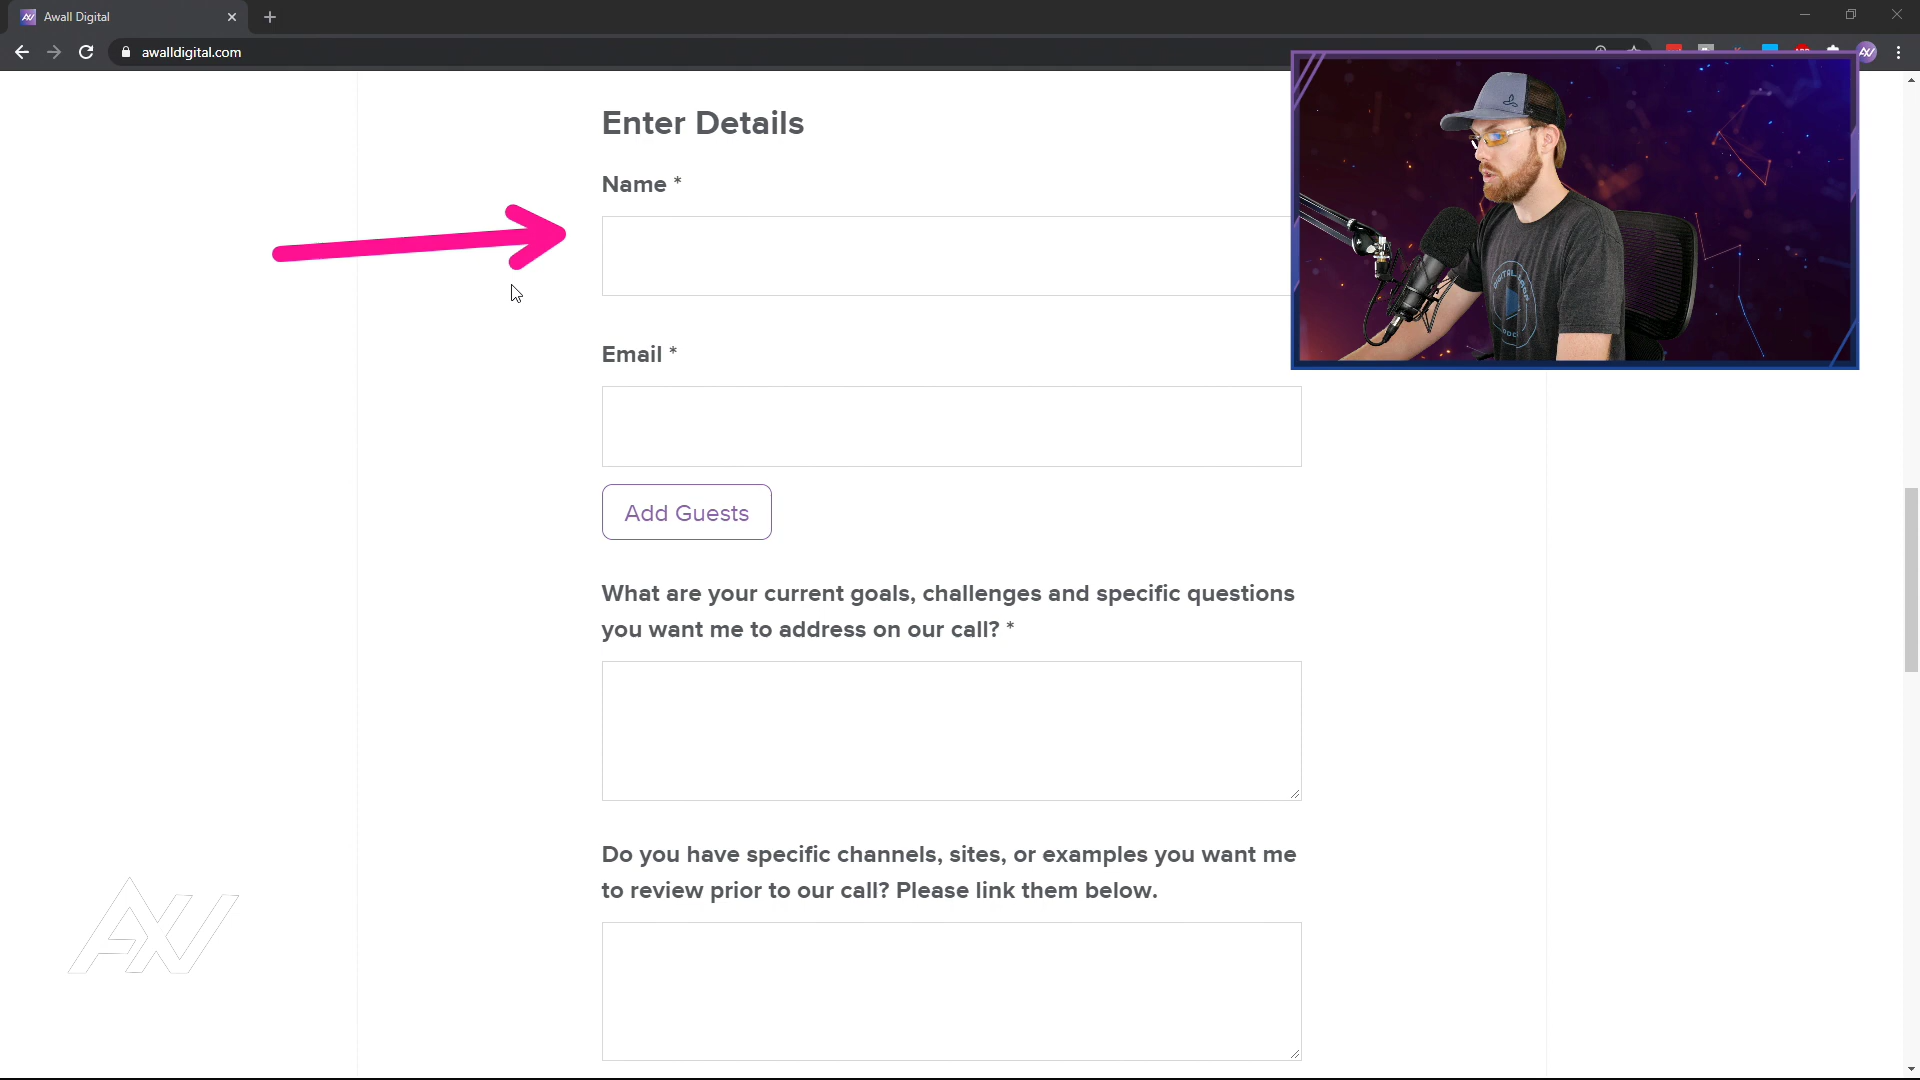 Awall Digital
awalldigital.com
Enter Details
Name *
Email *
Add Guests
What are your current goals, challenges and specific questions
you want me to address on our call? *
Do you have specific channels, sites, or examples you want me
to review prior to our call? Please link them below.